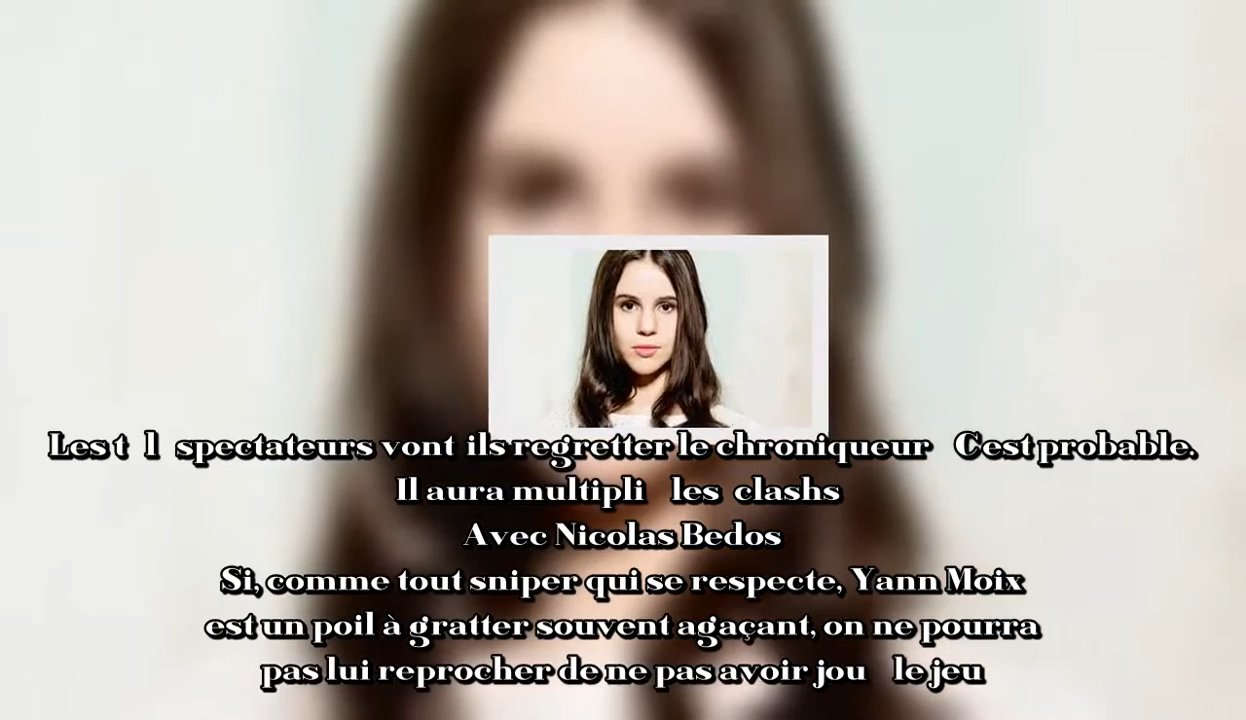 Les t l spectateurs vont ils regretter le chroniqueur C'est probable.
Il aura multipli les clashs
Avec Nicolas Bedos
Si, comme tout sniper qui se respecte, Yann Moix
est un poil à gratter souvent agaçant, on ne pourra
pas lui reprocher de ne pas avoir jou le jeu